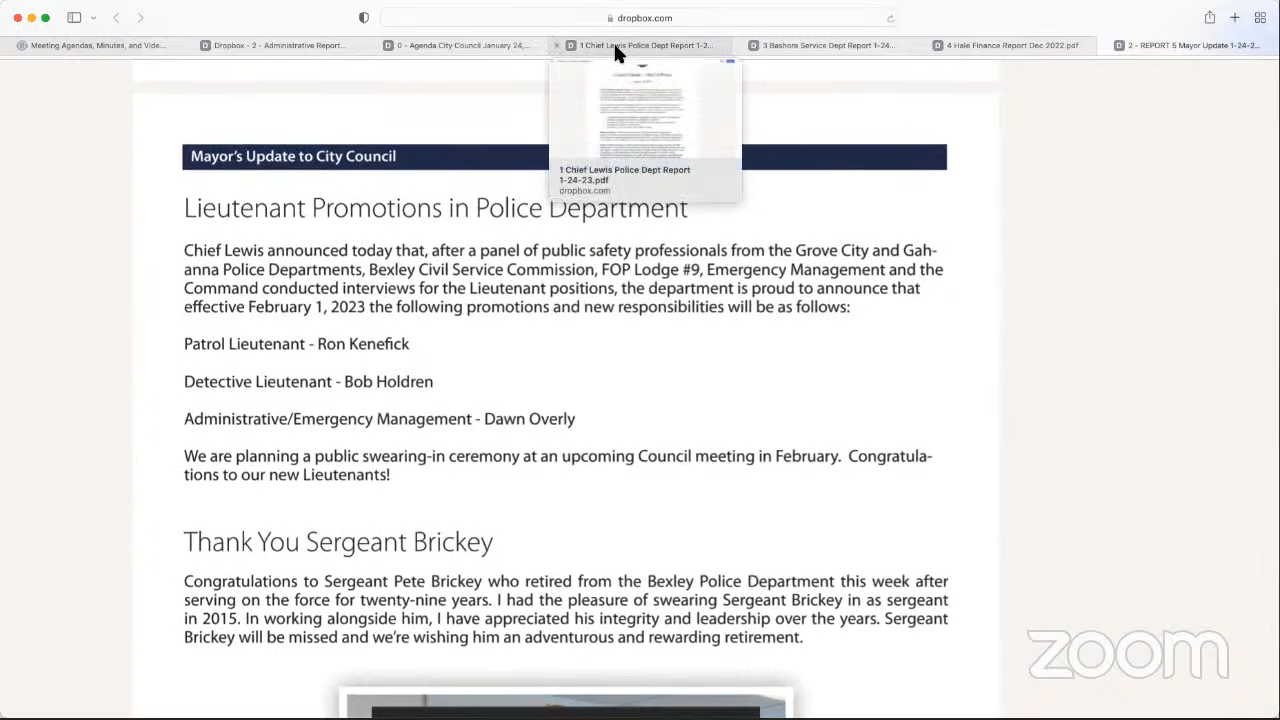 dropbox.com
Meeting Agendas, Minutes, and Vide...
Dropbox - 2 - Administrative Report...
0 - Agenda City Council January 24,...
1 Chief Lewis Police Dept Report 1-2...
3 Bashore Service Dept Report 1-24...
4 Hale Finance Report Dec 2022.pdf
2 - REPORT_5 Mayor Update 1-24-2...
1 Chief Lewis Police Dept Report
1-24-23.pdf
dropbox.com
Mayor's Update to City Council
Lieutenant Promotions in Police Department
Chief Lewis announced today that, after a panel of public safety professionals from the Grove City and Gah-
anna Police Departments, Bexley Civil Service Commission, FOP Lodge #9, Emergency Management and the
Command conducted interviews for the Lieutenant positions, the department is proud to announce that
effective February 1, 2023 the following promotions and new responsibilities will be as follows:
Patrol Lieutenant - Ron Kenefick
Detective Lieutenant - Bob Holdren
Administrative/Emergency Management - Dawn Overly
We are planning a public swearing-in ceremony at an upcoming Council meeting in February. Congratula-
tions to our new Lieutenants!
Thank You Sergeant Brickey
Congratulations to Sergeant Pete Brickey who retired from the Bexley Police Department this week after
serving on the force for twenty-nine years. I had the pleasure of swearing Sergeant Brickey in as sergeant
in 2015. In working alongside him, I have appreciated his integrity and leadership over the years. Sergeant
Brickey will be missed and we're wishing him an adventurous and rewarding retirement.
zoom